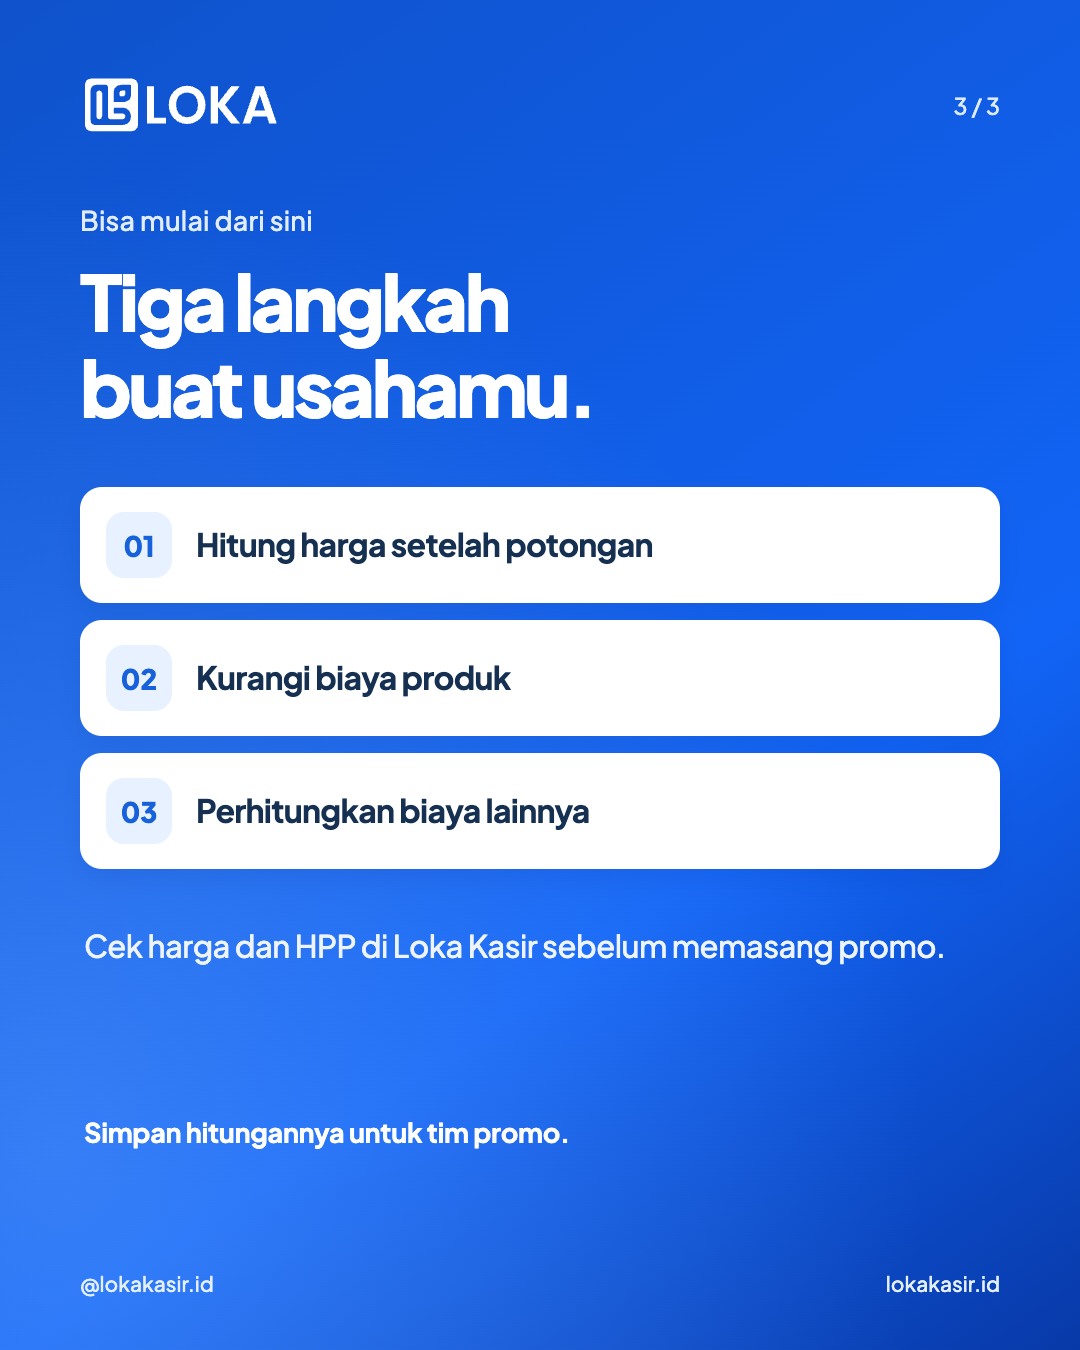 LOKA
3 / 3
Bisa mulai dari sini
Tiga langkah
buat usahamu.
01 Hitung harga setelah potongan
02 Kurangi biaya produk
03 Perhitungkan biaya lainnya
Cek harga dan HPP di Loka Kasir sebelum memasang promo.
Simpan hitungannya untuk tim promo.
@lokakasir.id
lokakasir.id